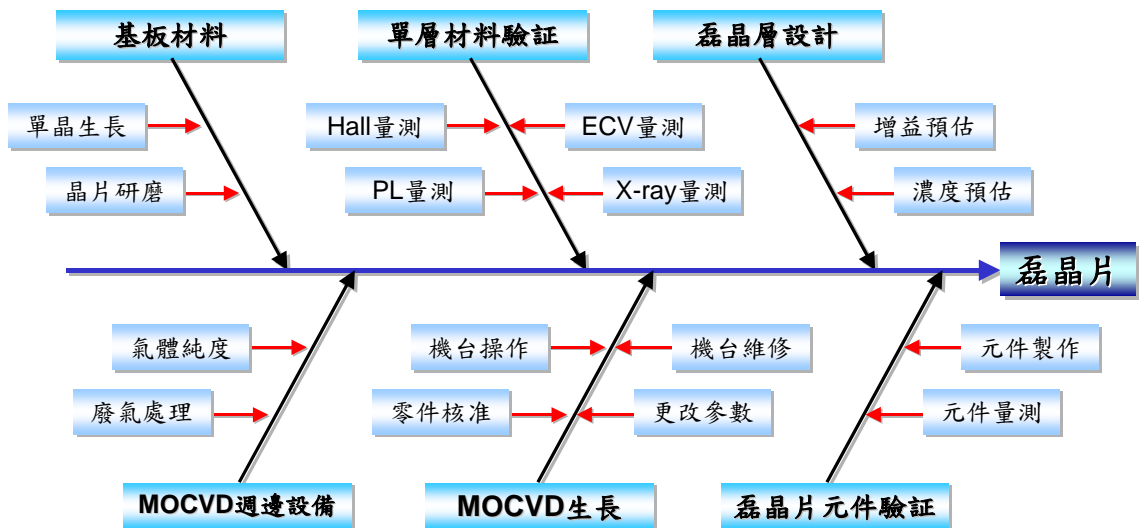 基板材料
單層材料驗証
磊晶層設計
單晶生長
Hall量測
ECV量測
增益預估
晶片研磨
PL量測
X-ray量測
濃度預估
磊晶片
氣體純度
機台操作
機台維修
元件製作
廢氣處理
零件核准
更改參數
元件量測
MOCVD週邊設備
MOCVD生長
磊晶片元件驗証